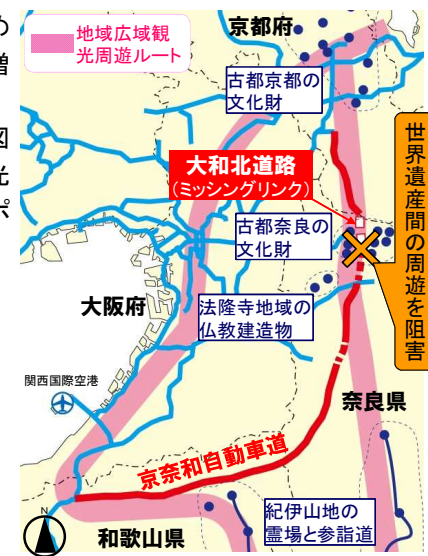 め
増
図
光
ポ
地域広域観
光周遊ルート
京都府
古都京都の
文化財
大和北道路
(ミッシングリンク)
古都奈良の
文化財
世界遺産間の周遊を阻害
大阪府
法隆寺地域の
仏教建造物
関西国際空港
奈良県
京奈和自動車道
紀伊山地の
霊場と参詣道
N
和歌山県